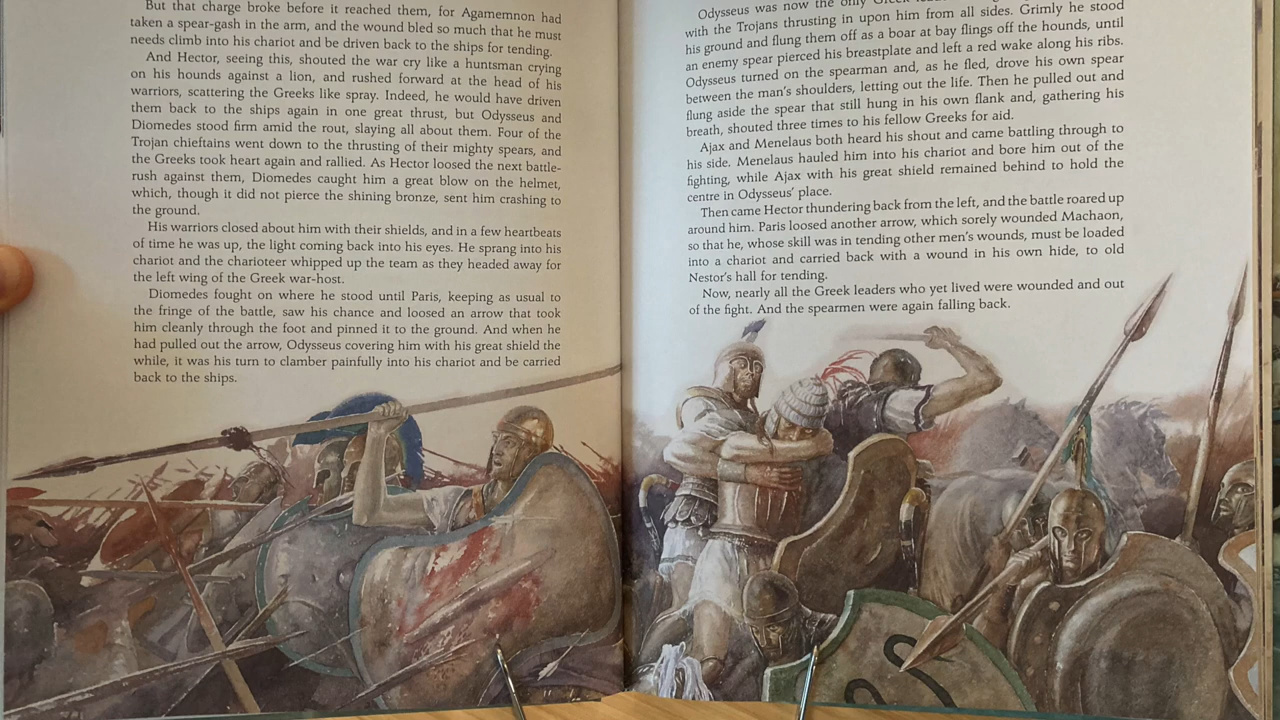 But that charge broke before it reached them, for Agamemnon had
taken a spear-gash in the arm, and the wound bled so much that he must
needs climb into his chariot and be driven back to the ships for tending.
And Hector, seeing this, shouted the war cry like a huntsman crying
on his hounds against a lion, and rushed forward at the head of his
warriors, scattering the Greeks like spray. Indeed, he would have driven
them back to the ships again in one great thrust, but Odysseus and
Diomedes stood firm amid the rout, slaying all about them. Four of the
Trojan chieftains went down to the thrusting of their mighty spears, and
the Greeks took heart again and rallied. As Hector loosed the next battle-
rush against them, Diomedes caught him a great blow on the helmet,
which, though it did not pierce the shining bronze, sent him crashing to
the ground.
His warriors closed about him with their shields, and in a few heartbeats
of time he was up, the light coming back into his eyes. He sprang into his
chariot and the charioteer whipped up the team as they headed away for
the left wing of the Greek war-host.
Diomedes fought on where he stood until Paris, keeping as usual to
the fringe of the battle, saw his chance and loosed an arrow that took
him cleanly through the foot and pinned it to the ground. And when he
had pulled out the arrow, Odysseus covering him with his great shield the
while, it was his turn to clamber painfully into his chariot and be carried
back to the ships.
Odysseus was now the only Greek
with the Trojans thrusting in upon him from all sides. Grimly he stood
his ground and flung them off as a boar at bay flings off the hounds, until
an enemy spear pierced his breastplate and left a red wake along his ribs.
Odysseus turned on the spearman and, as he fled, drove his own spear
between the man's shoulders, letting out the life. Then he pulled out and
flung aside the spear that still hung in his own flank and, gathering his
breath, shouted three times to his fellow Greeks for aid.
Ajax and Menelaus both heard his shout and came battling through to
his side. Menelaus hauled him into his chariot and bore him out of the
fighting, while Ajax with his great shield remained behind to hold the
centre in Odysseus' place.
Then came Hector thundering back from the left, and the battle roared up
around him. Paris loosed another arrow, which sorely wounded Machaon,
so that he, whose skill was in tending other men's wounds, must be loaded
into a chariot and carried back with a wound in his own hide, to old
Nestor's hall for tending.
Now, nearly all the Greek leaders who yet lived were wounded and out
of the fight. And the spearmen were again falling back.